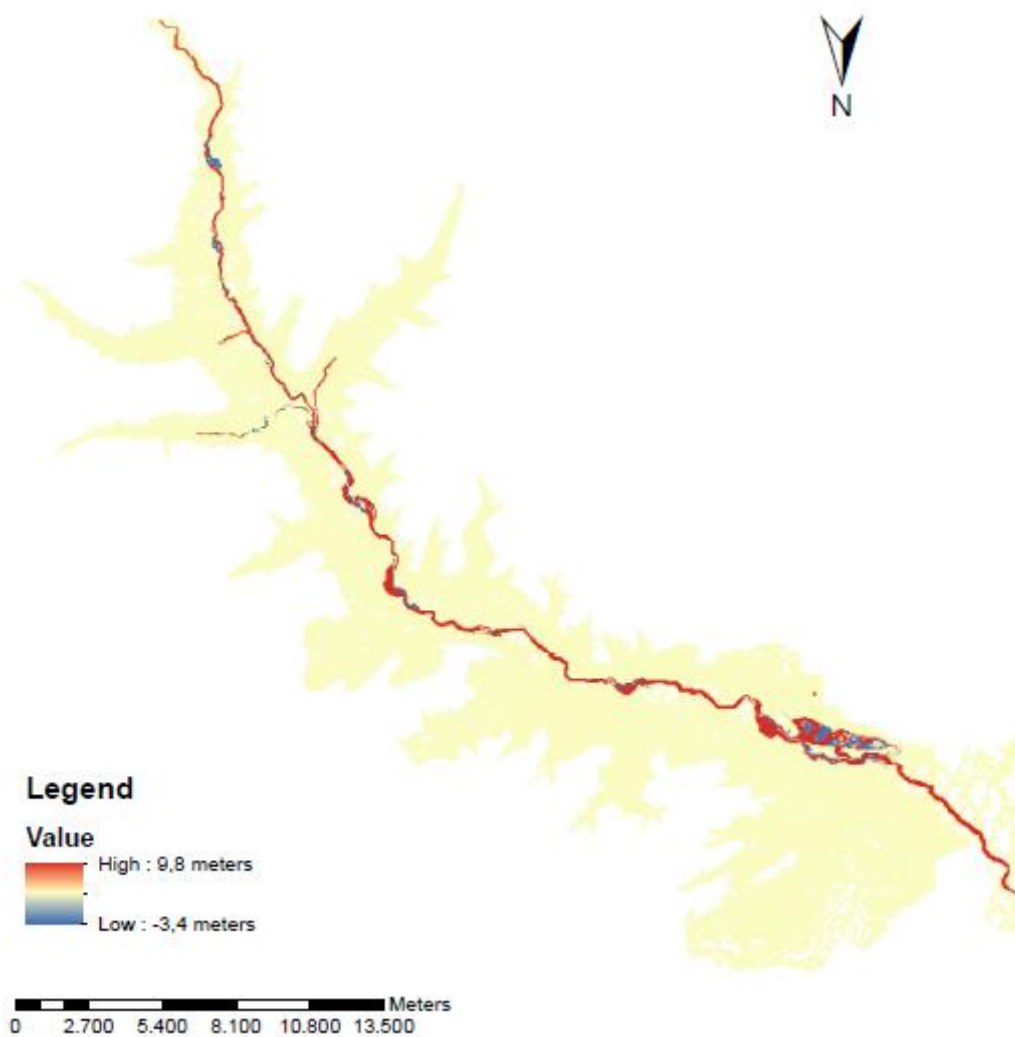 N
Legend
Value
High : 9,8 meters
Low : -3,4 meters
Meters
0 2.700 5.400 8.100 10.800 13.500